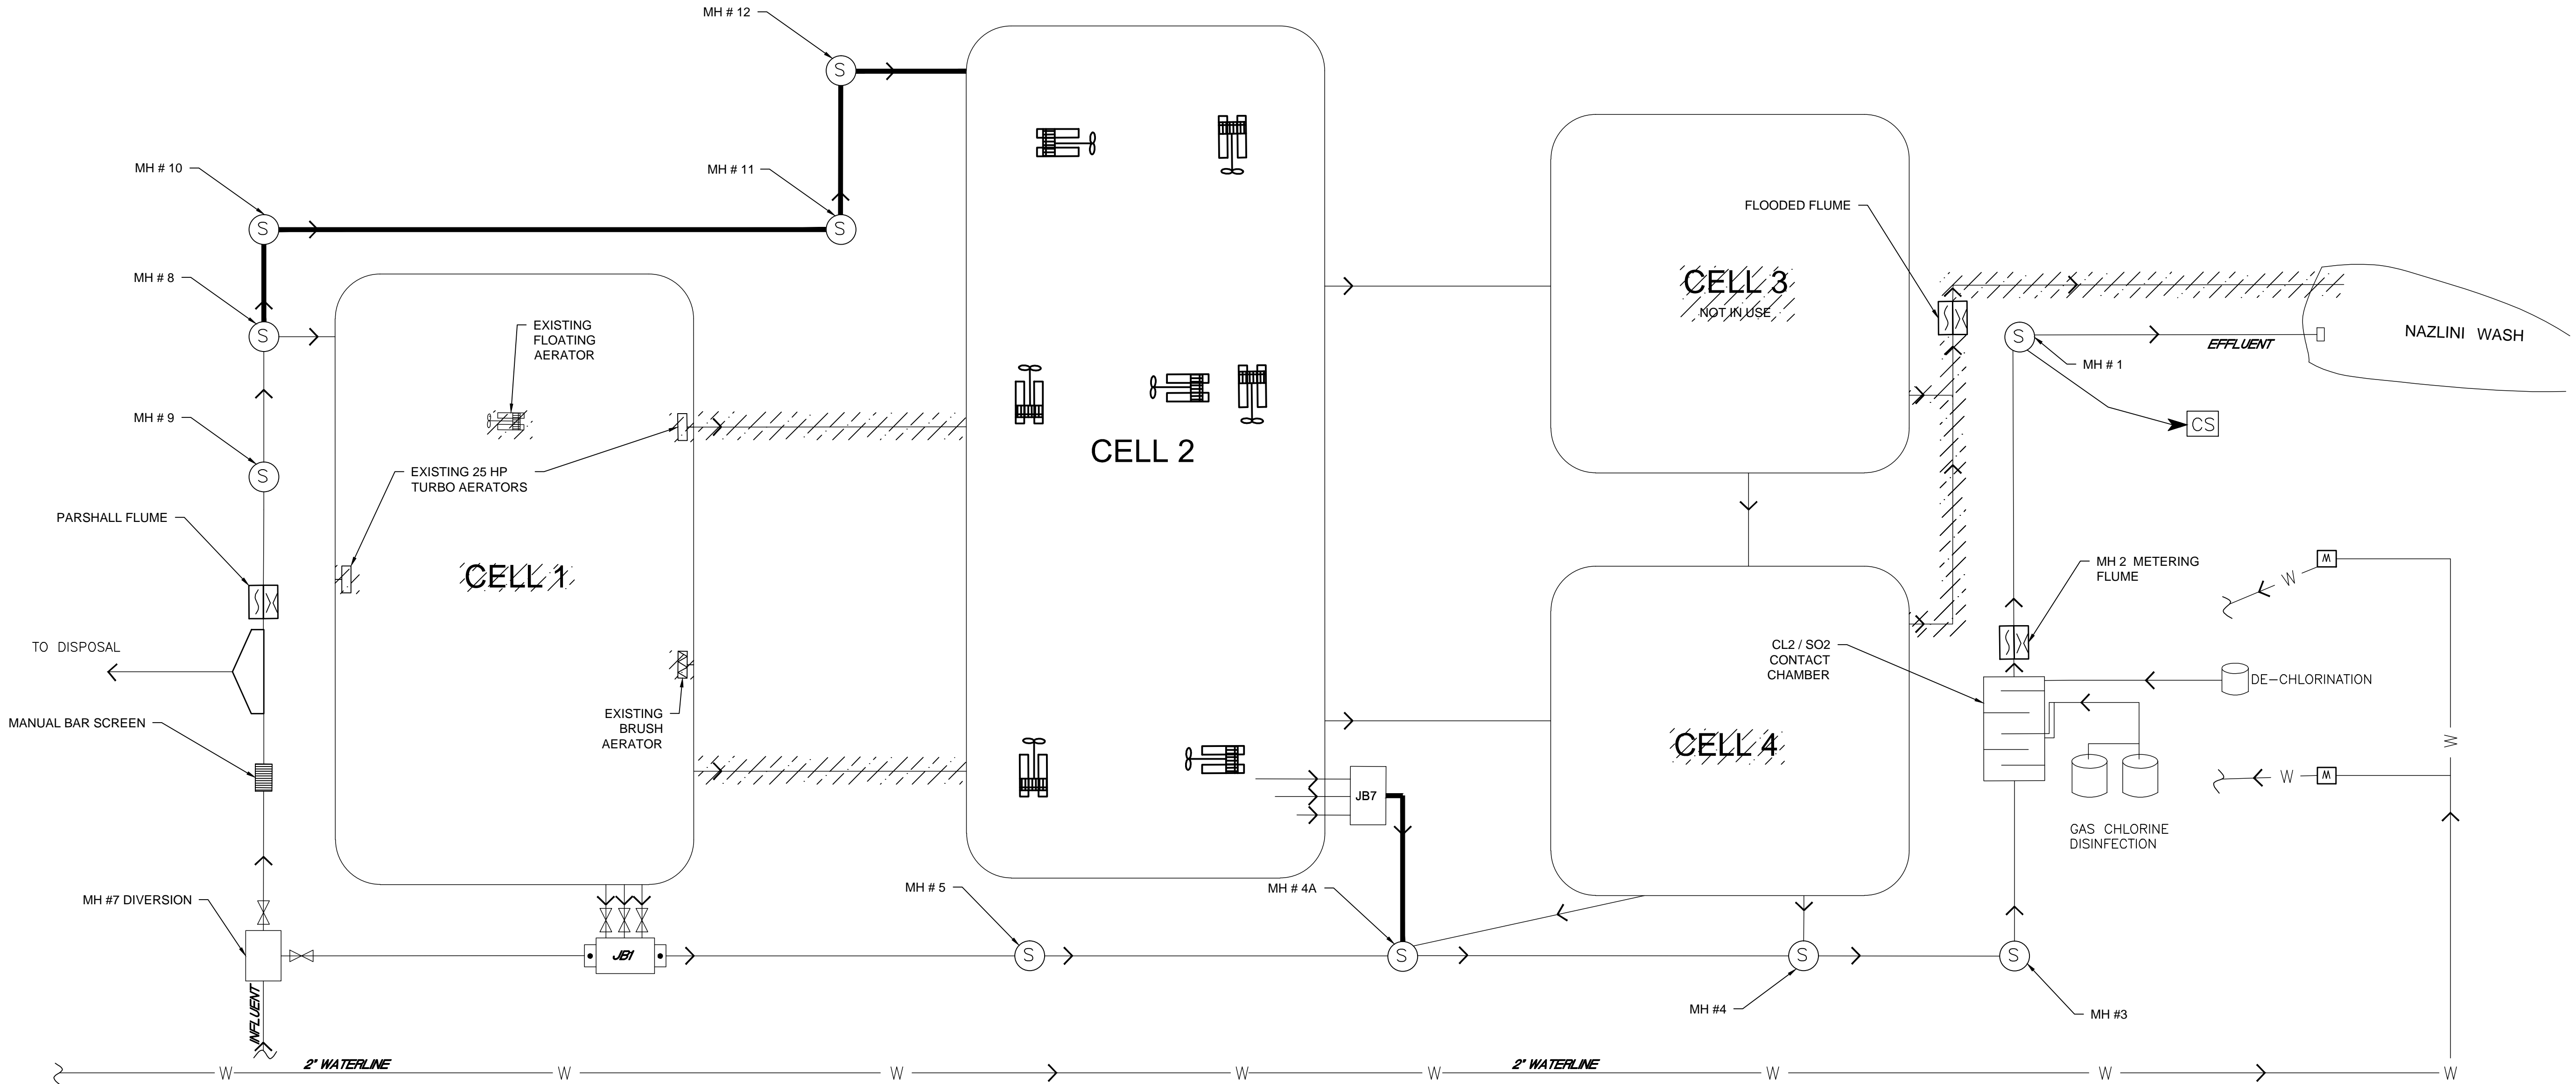 MH # 12
MH # 10
MH # 11
MH # 8
MH # 9
PARSHALL FLUME
TO DISPOSAL
MANUAL BAR SCREEN
MH #7 DIVERSION
INFLUENT
S
S
S
S
S
EXISTING
FLOATING
AERATOR
EXISTING 25 HP
TURBO AERATORS
CELL 1
EXISTING
BRUSH
AERATOR
JB1
MH # 5
S
CELL 2
JB7
MH # 4A
S
CELL 3
NOT IN USE
CELL 4
FLOODED FLUME
S
MH # 1
EFFLUENT
NAZLINI WASH
CS
MH 2 METERING
FLUME
CL2 / SO2
CONTACT
CHAMBER
DE-CHLORINATION
GAS CHLORINE
DISINFECTION
S
MH #4
S
MH #3
W
M
W
M
W
2" WATERLINE
2" WATERLINE
W
W
W
W
W
W
W
W